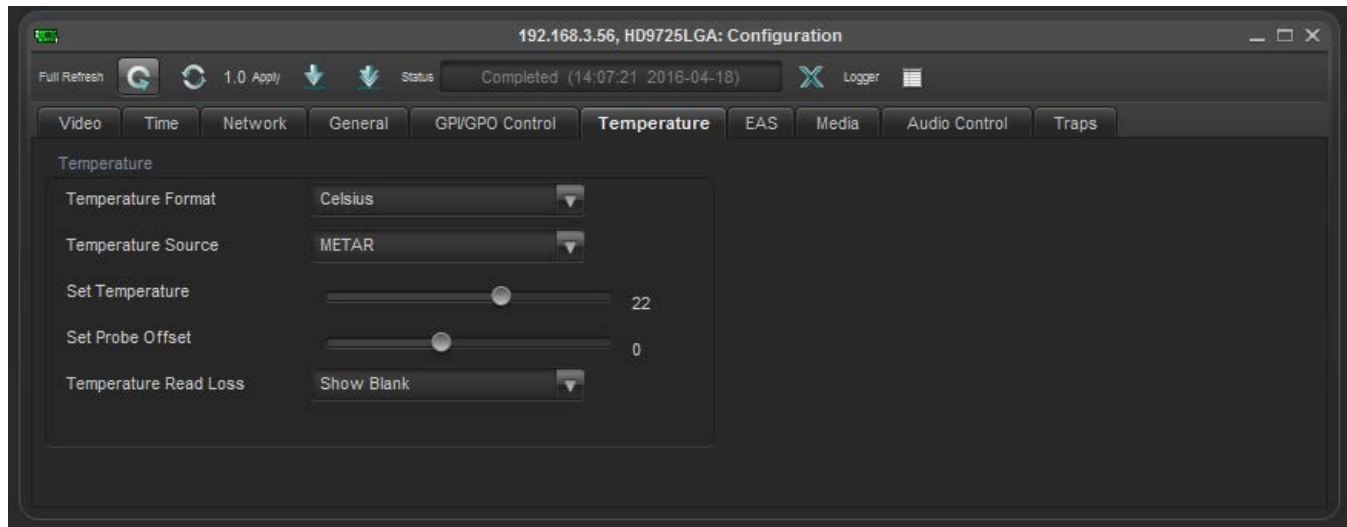 192.168.3.56, HD9725LGA: Configuration
Full Refresh 1.0 Apply Status Completed (14:07:21 2016-04-18) Logger
Video Time Network General GPI/GPO Control Temperature EAS Media Audio Control Traps
Temperature
Temperature Format Celsius
Temperature Source METAR
Set Temperature 22
Set Probe Offset 0
Temperature Read Loss Show Blank